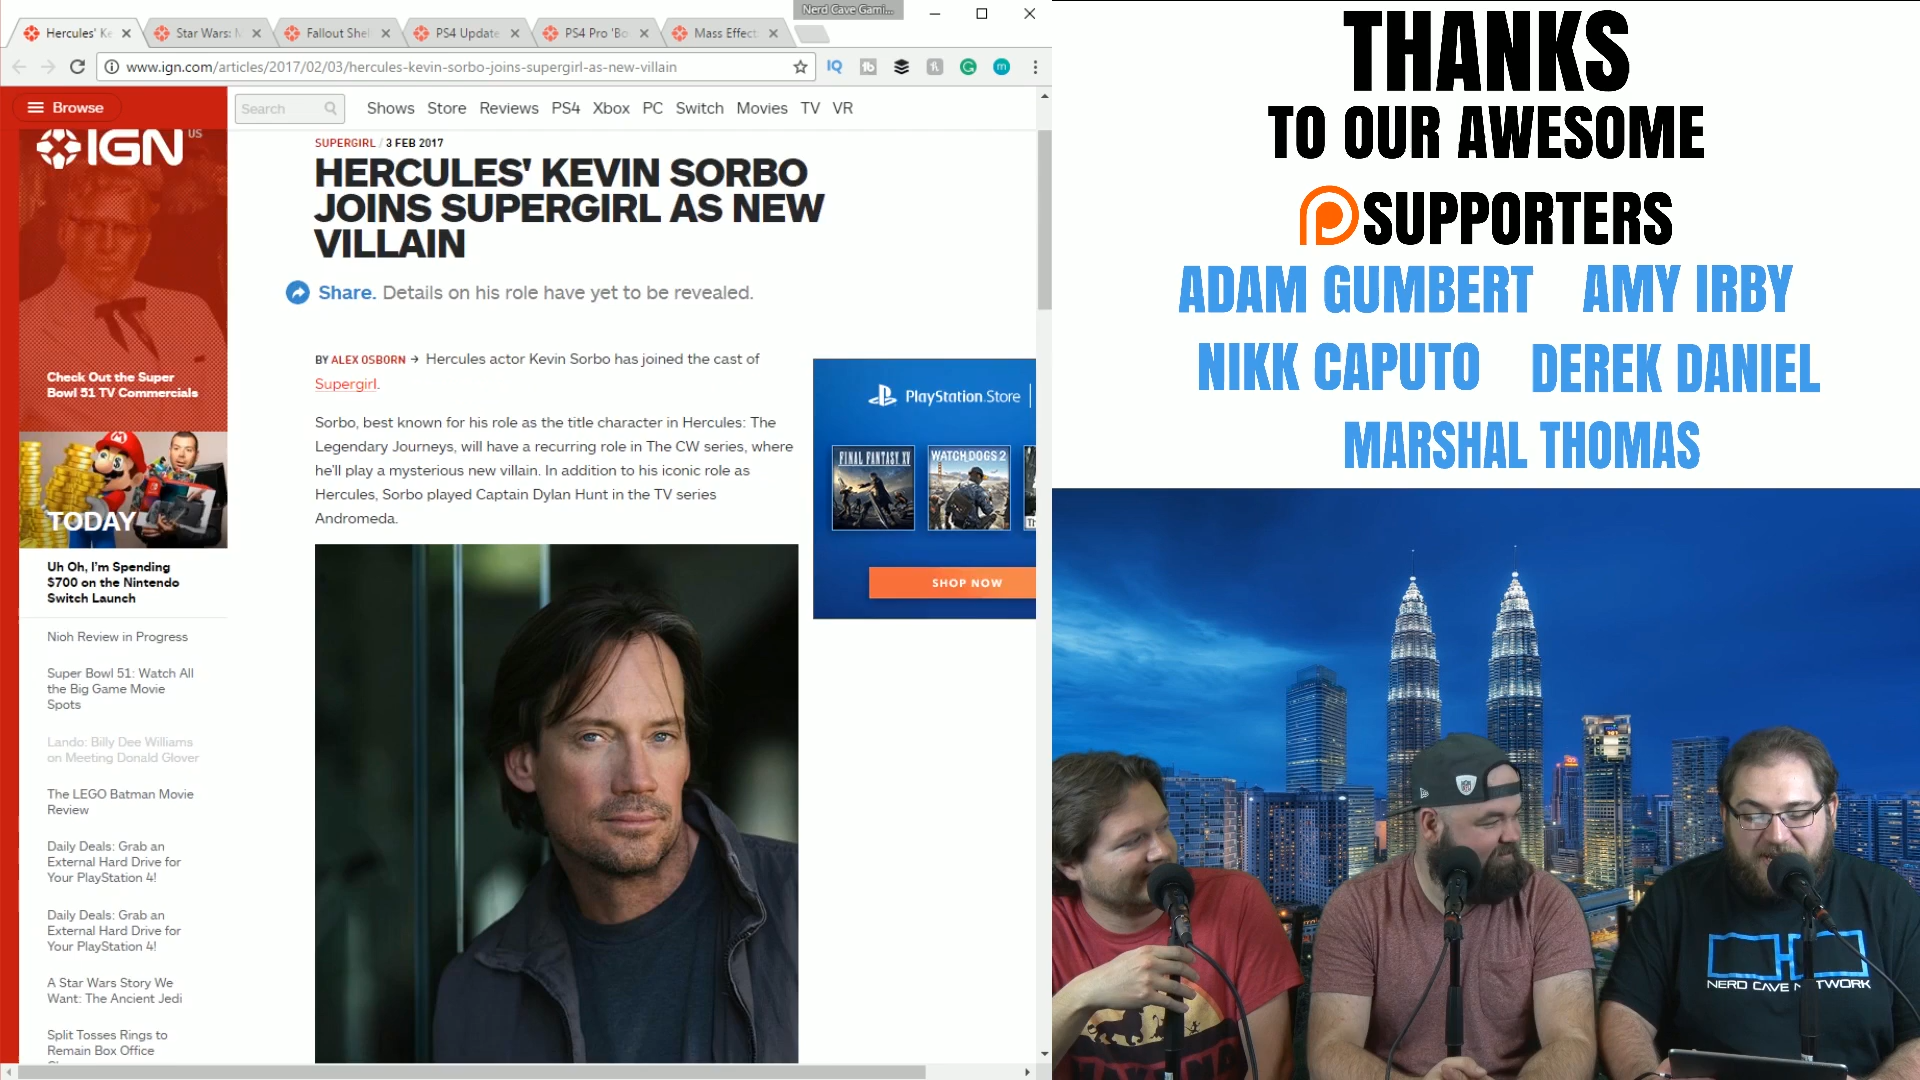 Nerd Cave Gami...
Hercules' Ke
Star Wars:
Fallout Shel
PS4 Update
PS4 Pro 'Bo
Mass Effect
www.ign.com/articles/2017/02/03/hercules-kevin-sorbo-joins-supergirl-as-new-villain
Browse
Search
Shows Store Reviews PS4 Xbox PC Switch Movies TV VR
IGN US
SUPERGIRL / 3 FEB 2017
HERCULES' KEVIN SORBO
JOINS SUPERGIRL AS NEW
VILLAIN
Share. Details on his role have yet to be revealed.
BY ALEX OSBORN → Hercules actor Kevin Sorbo has joined the cast of
Supergirl.
Sorbo, best known for his role as the title character in Hercules: The
Legendary Journeys, will have a recurring role in The CW series, where
he'll play a mysterious new villain. In addition to his iconic role as
Hercules, Sorbo played Captain Dylan Hunt in the TV series
Andromeda.
Check Out the Super
Bowl 51 TV Commercials
TODAY
Uh Oh, I'm Spending
$700 on the Nintendo
Switch Launch
Nioh Review in Progress
Super Bowl 51: Watch All
the Big Game Movie
Spots
Lando: Billy Dee Williams
on Meeting Donald Glover
The LEGO Batman Movie
Review
Daily Deals: Grab an
External Hard Drive for
Your PlayStation 4!
Daily Deals: Grab an
External Hard Drive for
Your PlayStation 4!
A Star Wars Story We
Want: The Ancient Jedi
Split Tosses Rings to
Remain Box Office
PlayStation Store
FINAL FANTASY XV
WATCH DOGS 2
SHOP NOW
THANKS
TO OUR AWESOME
SUPPORTERS
ADAM GUMBERT AMY IRBY
NIKK CAPUTO DEREK DANIEL
MARSHAL THOMAS
NERD CAVE NETWORK